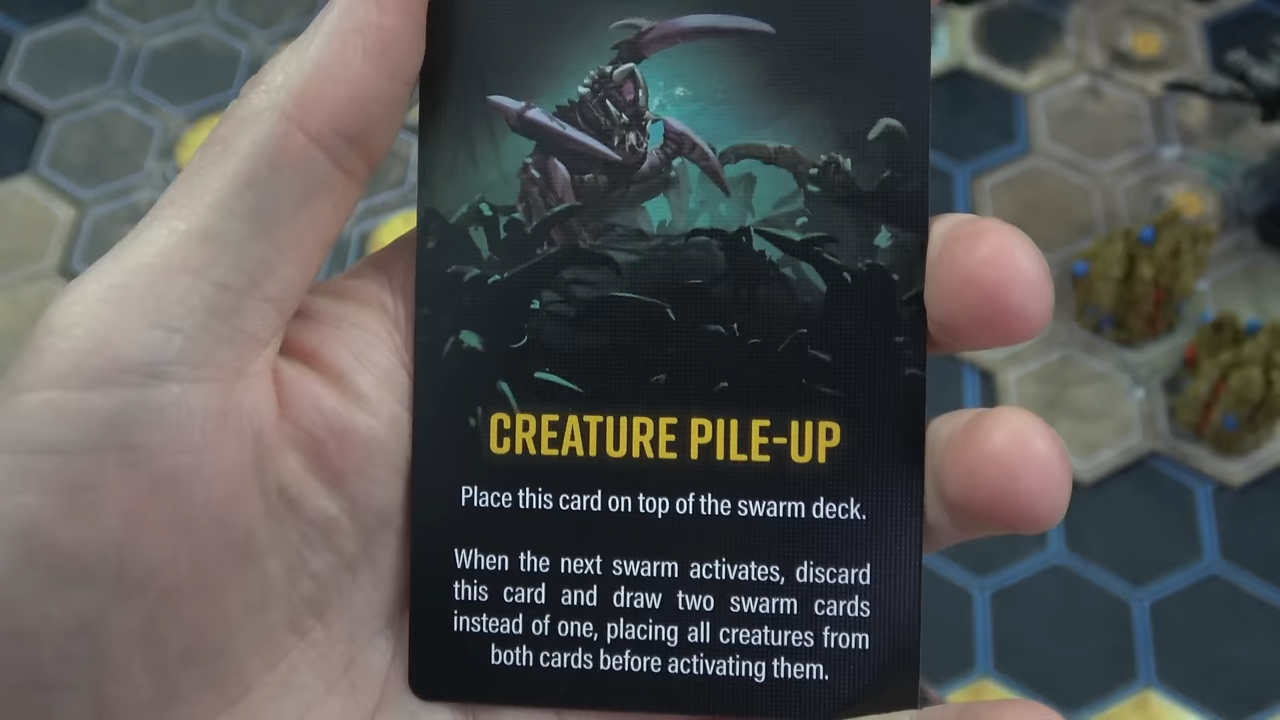 CREATURE PILE-UP
Place this card on top of the swarm deck.
When the next swarm activates, discard
this card and draw two swarm cards
instead of one, placing all creatures from
both cards before activating them.